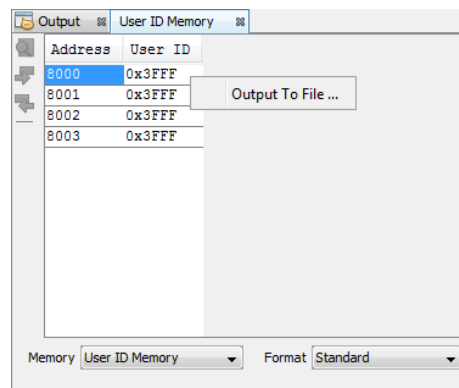 Output User ID Memory
Address User ID
8000 0x3FFF
8001 0x3FFF
Output To File ...
8002 0x3FFF
8003 0x3FFF
Memory User ID Memory Format Standard